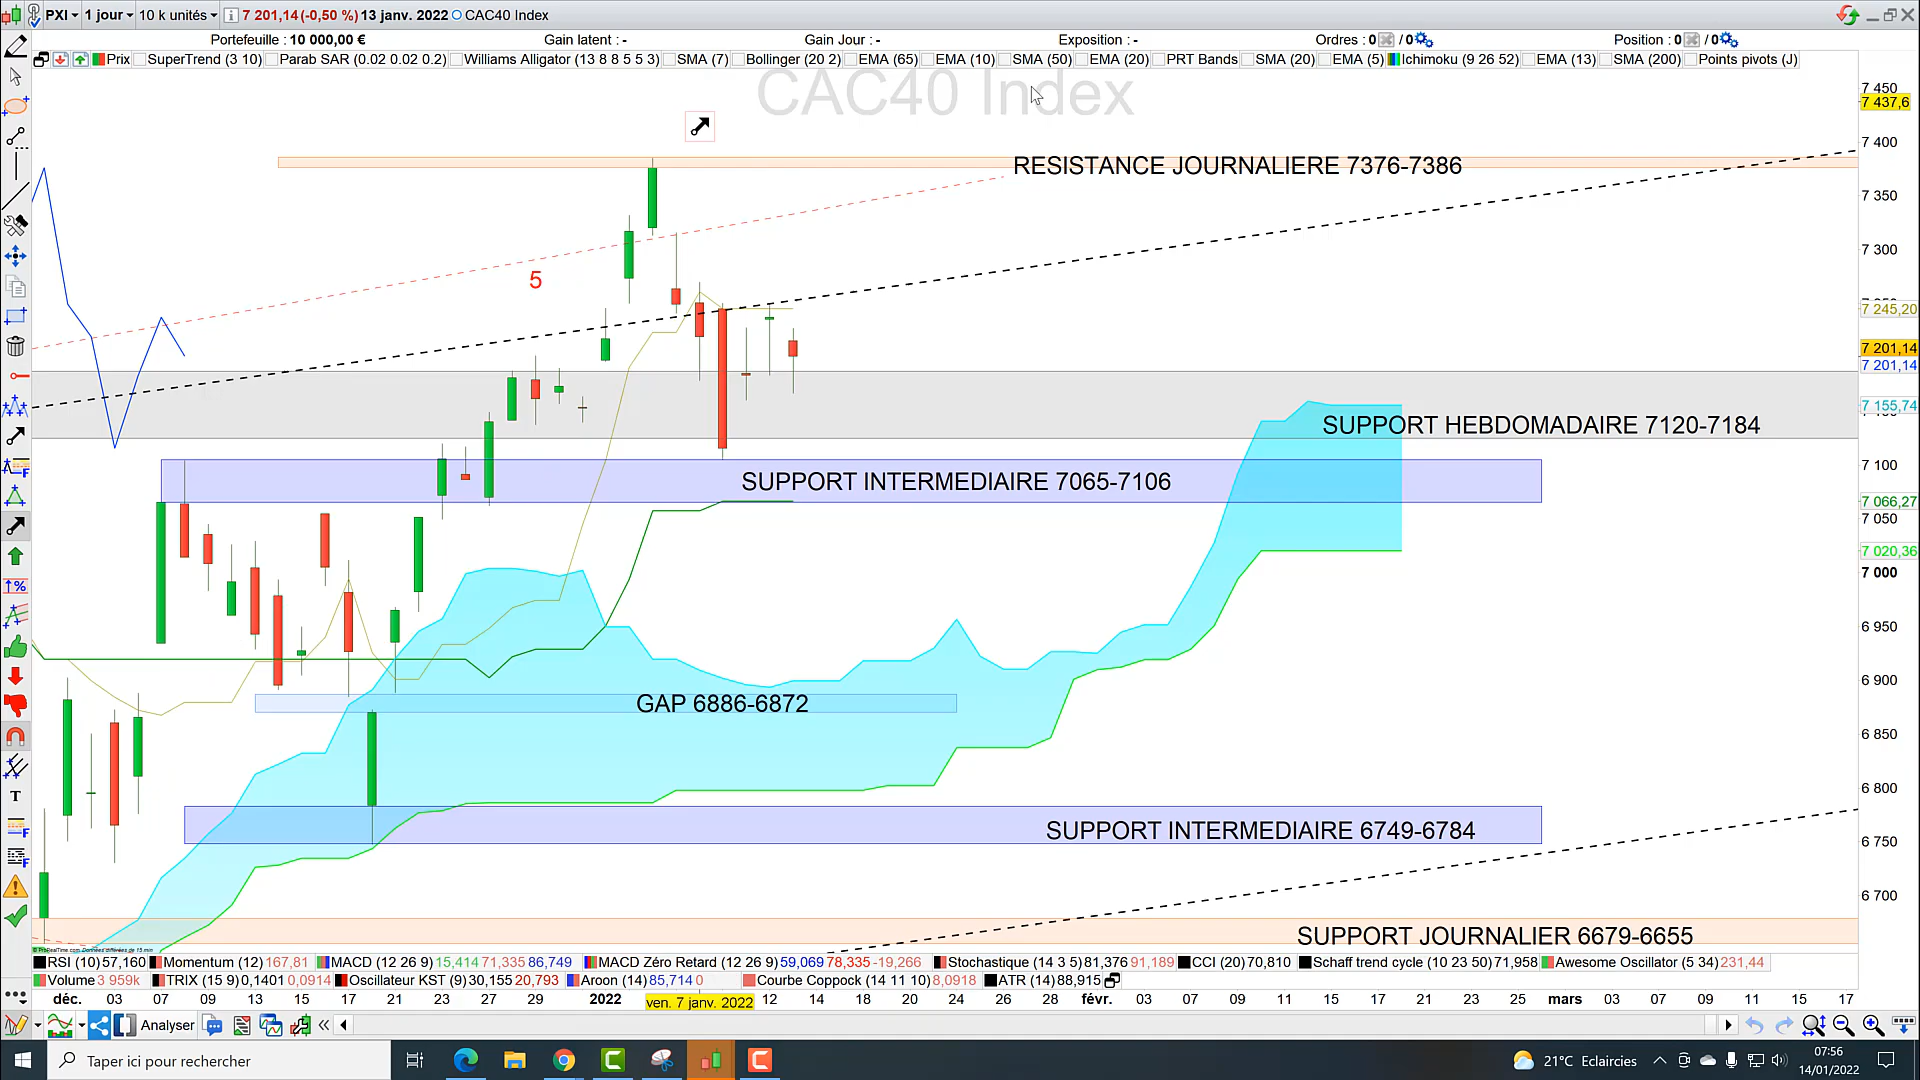 PXI 1 jour 10 k unités 7 201,14 (-0,50 %) 13 janv. 2022 CAC40 Index
Portefeuille : 10 000,00 € Gain latent : - Gain Jour : - Exposition : - Ordres : 0 / 0 Position : 0 / 0
Prix SuperTrend (3 10) Parab SAR (0.02 0.02 0.2) Williams Alligator (13 8 8 5 5 3) SMA (7) Bollinger (20 2) EMA (65) EMA (10) SMA (50) EMA (20) PRT Bands SMA (20) EMA (5) Ichimoku (9 26 52) EMA (13) SMA (200) Points pivots (J)
CAC40 Index
7 450
7 437,6
7 400
RESISTANCE JOURNALIERE 7376-7386
7 350
7 300
5
7 245,20
7 201,14
7 201,14
7 155,74
SUPPORT HEBDOMADAIRE 7120-7184
7 100
SUPPORT INTERMEDIAIRE 7065-7106
7 066,27
7 050
7 020,36
7 000
6 950
6 900
GAP 6886-6872
6 850
6 800
SUPPORT INTERMEDIAIRE 6749-6784
6 750
6 700
SUPPORT JOURNALIER 6679-6655
© ProRealTime.com Données différées de 15 min
RSI (10) 57,160 Momentum (12) 167,81 MACD (12 26 9) 15,414 71,335 86,749 MACD Zéro Retard (12 26 9) 59,069 78,335 -19,266 Stochastique (14 3 5) 81,376 91,189 CCI (20) 70,810 Schaff trend cycle (10 23 50) 71,958 Awesome Oscillator (5 34) 231,44
Volume 3 959k TRIX (15 9) 0,1401 0,0914 Oscillateur KST (9) 30,155 20,793 Aroon (14) 85,714 0 Courbe Coppock (14 11 10) 8,0918 ATR (14) 88,915
déc. 03 07 09 13 15 17 21 23 27 29 2022 ven. 7 janv. 2022 12 14 18 20 24 26 28 févr. 03 07 09 11 15 17 21 23 25 mars 03 07 09 11 15 17
Analyser
Taper ici pour rechercher
21°C Eclaircies
07:56
14/01/2022